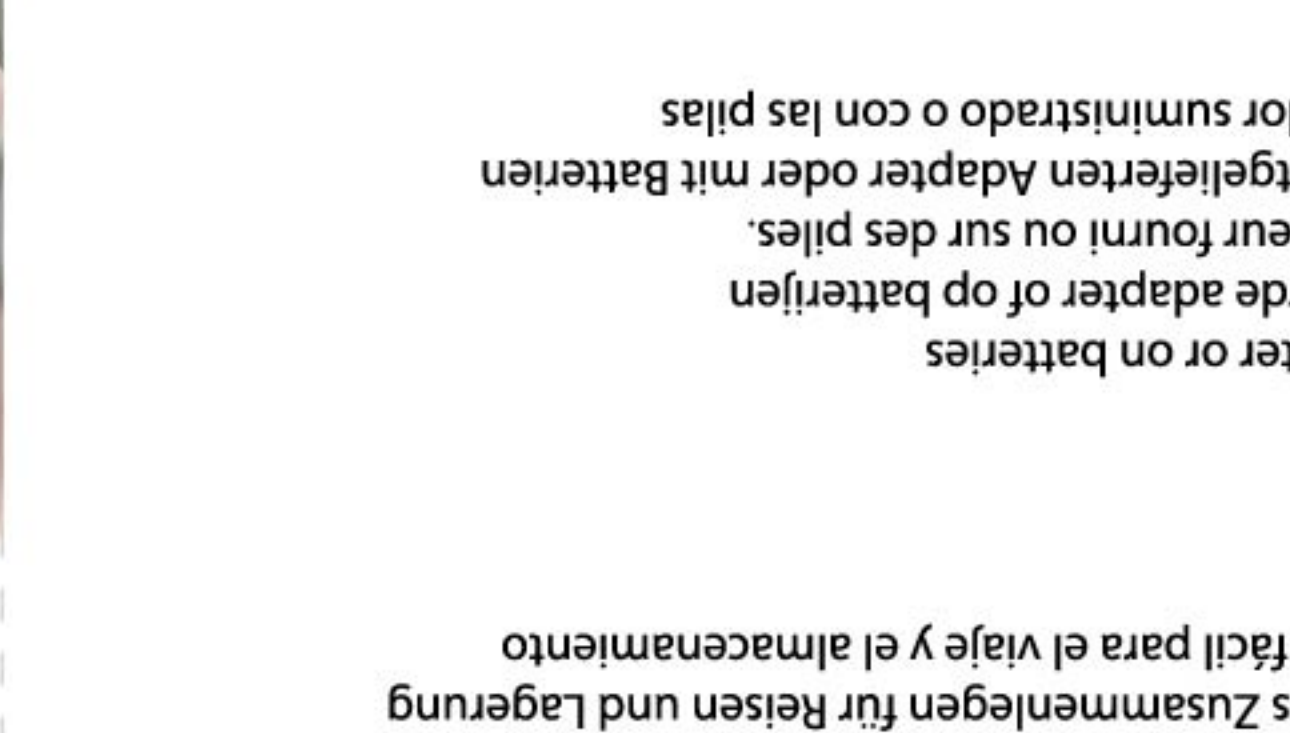 s Zusammenlegen für Reisen und Lagerung
fácil para el viaje y el almacenamiento
ter or on batteries
de adapter of op batterijen
eur fourni ou sur des piles.
tgelieferten Adapter oder mit Batterien
or suministrado o con las pilas